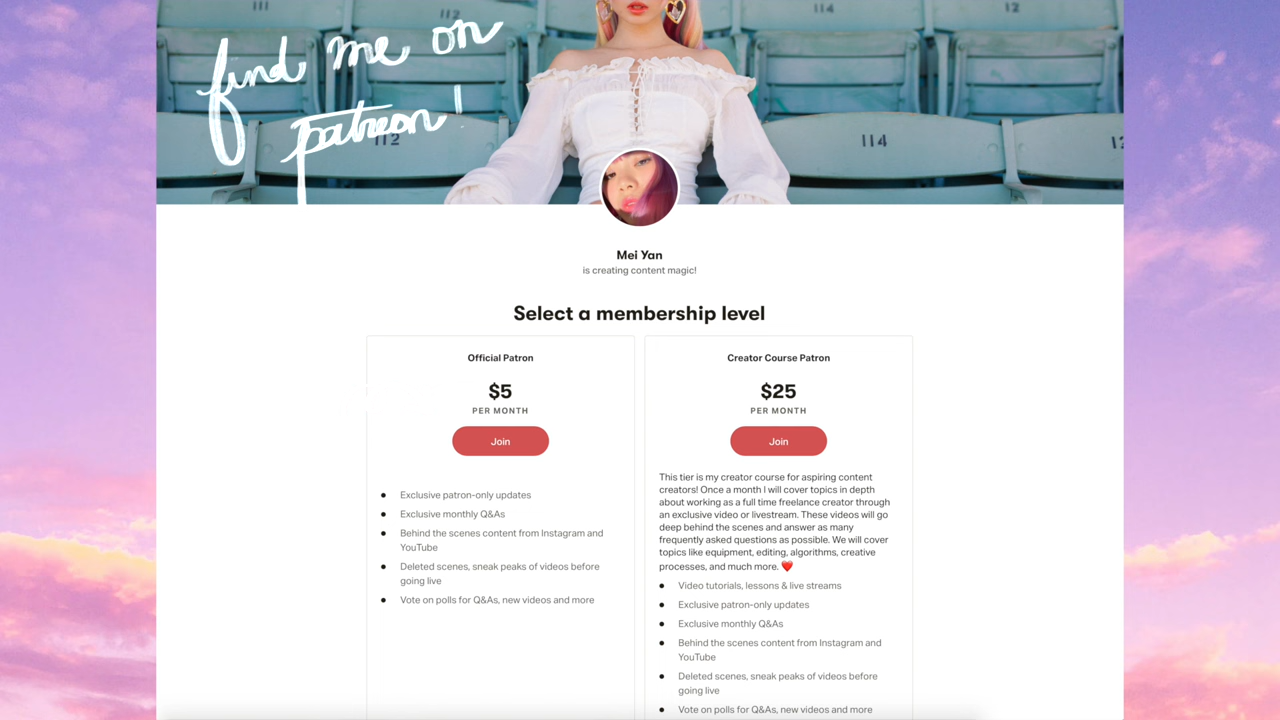 111
114
12
find me on
patreon!
112
114
Mei Yan
is creating content magic!
Select a membership level
Official Patron
$5
PER MONTH
Join
● Exclusive patron-only updates
● Exclusive monthly Q&As
● Behind the scenes content from Instagram and
YouTube
● Deleted scenes, sneak peaks of videos before
going live
● Vote on polls for Q&As, new videos and more
Creator Course Patron
$25
PER MONTH
Join
This tier is my creator course for aspiring content
creators! Once a month I will cover topics in depth
about working as a full time freelance creator through
an exclusive video or livestream. These videos will go
deep behind the scenes and answer as many
frequently asked questions as possible. We will cover
topics like equipment, editing, algorithms, creative
processes, and much more. ❤️
● Video tutorials, lessons & live streams
● Exclusive patron-only updates
● Exclusive monthly Q&As
● Behind the scenes content from Instagram and
YouTube
● Deleted scenes, sneak peaks of videos before
going live
● Vote on polls for Q&As, new videos and more